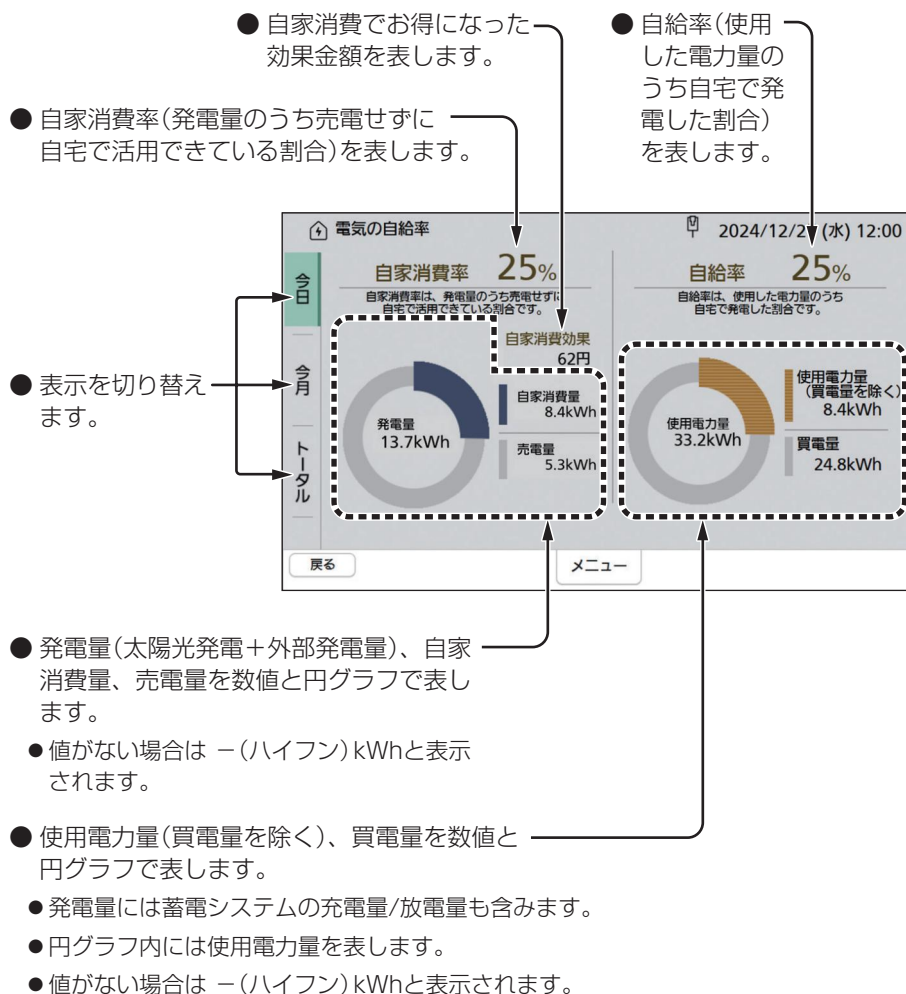 ● 自家消費でお得になった
効果金額を表します。
● 自給率(使用
した電力量の
うち自宅で発
電した割合)
を表します。
● 自家消費率(発電量のうち売電せずに
自宅で活用できている割合)を表します。
電気の自給率
(水) 12:00
今日
今月
トータル
自家消費率 25%
自家消費率は、発電量のうち売電せずに
自宅で活用できている割合です。
自家消費効果
62円
発電量
13.7kWh
自家消費量
8.4kWh
売電量
5.3kWh
自給率 25%
自給率は、使用した電力量のうち
自宅で発電した割合です。
使用電力量
33.2kWh
使用電力量
(買電量を除く)
8.4kWh
買電量
24.8kWh
● 表示を切り替え
ます。
戻る
メニュー
● 発電量(太陽光発電+外部発電量)、自家
消費量、売電量を数値と円グラフで表し
ます。
● 値がない場合は −(ハイフン)kWhと表示
されます。
● 使用電力量(買電量を除く)、買電量を数値と
円グラフで表します。
● 発電量には蓄電システムの充電量/放電量も含みます。
● 円グラフ内には使用電力量を表します。
● 値がない場合は −(ハイフン)kWhと表示されます。